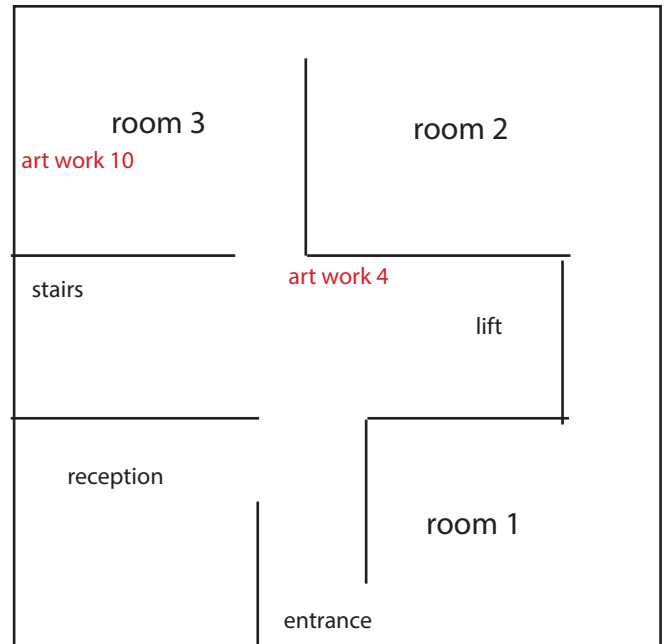 room 3
room 2
art work 10
art work 4
stairs
lift
reception
room 1
entrance